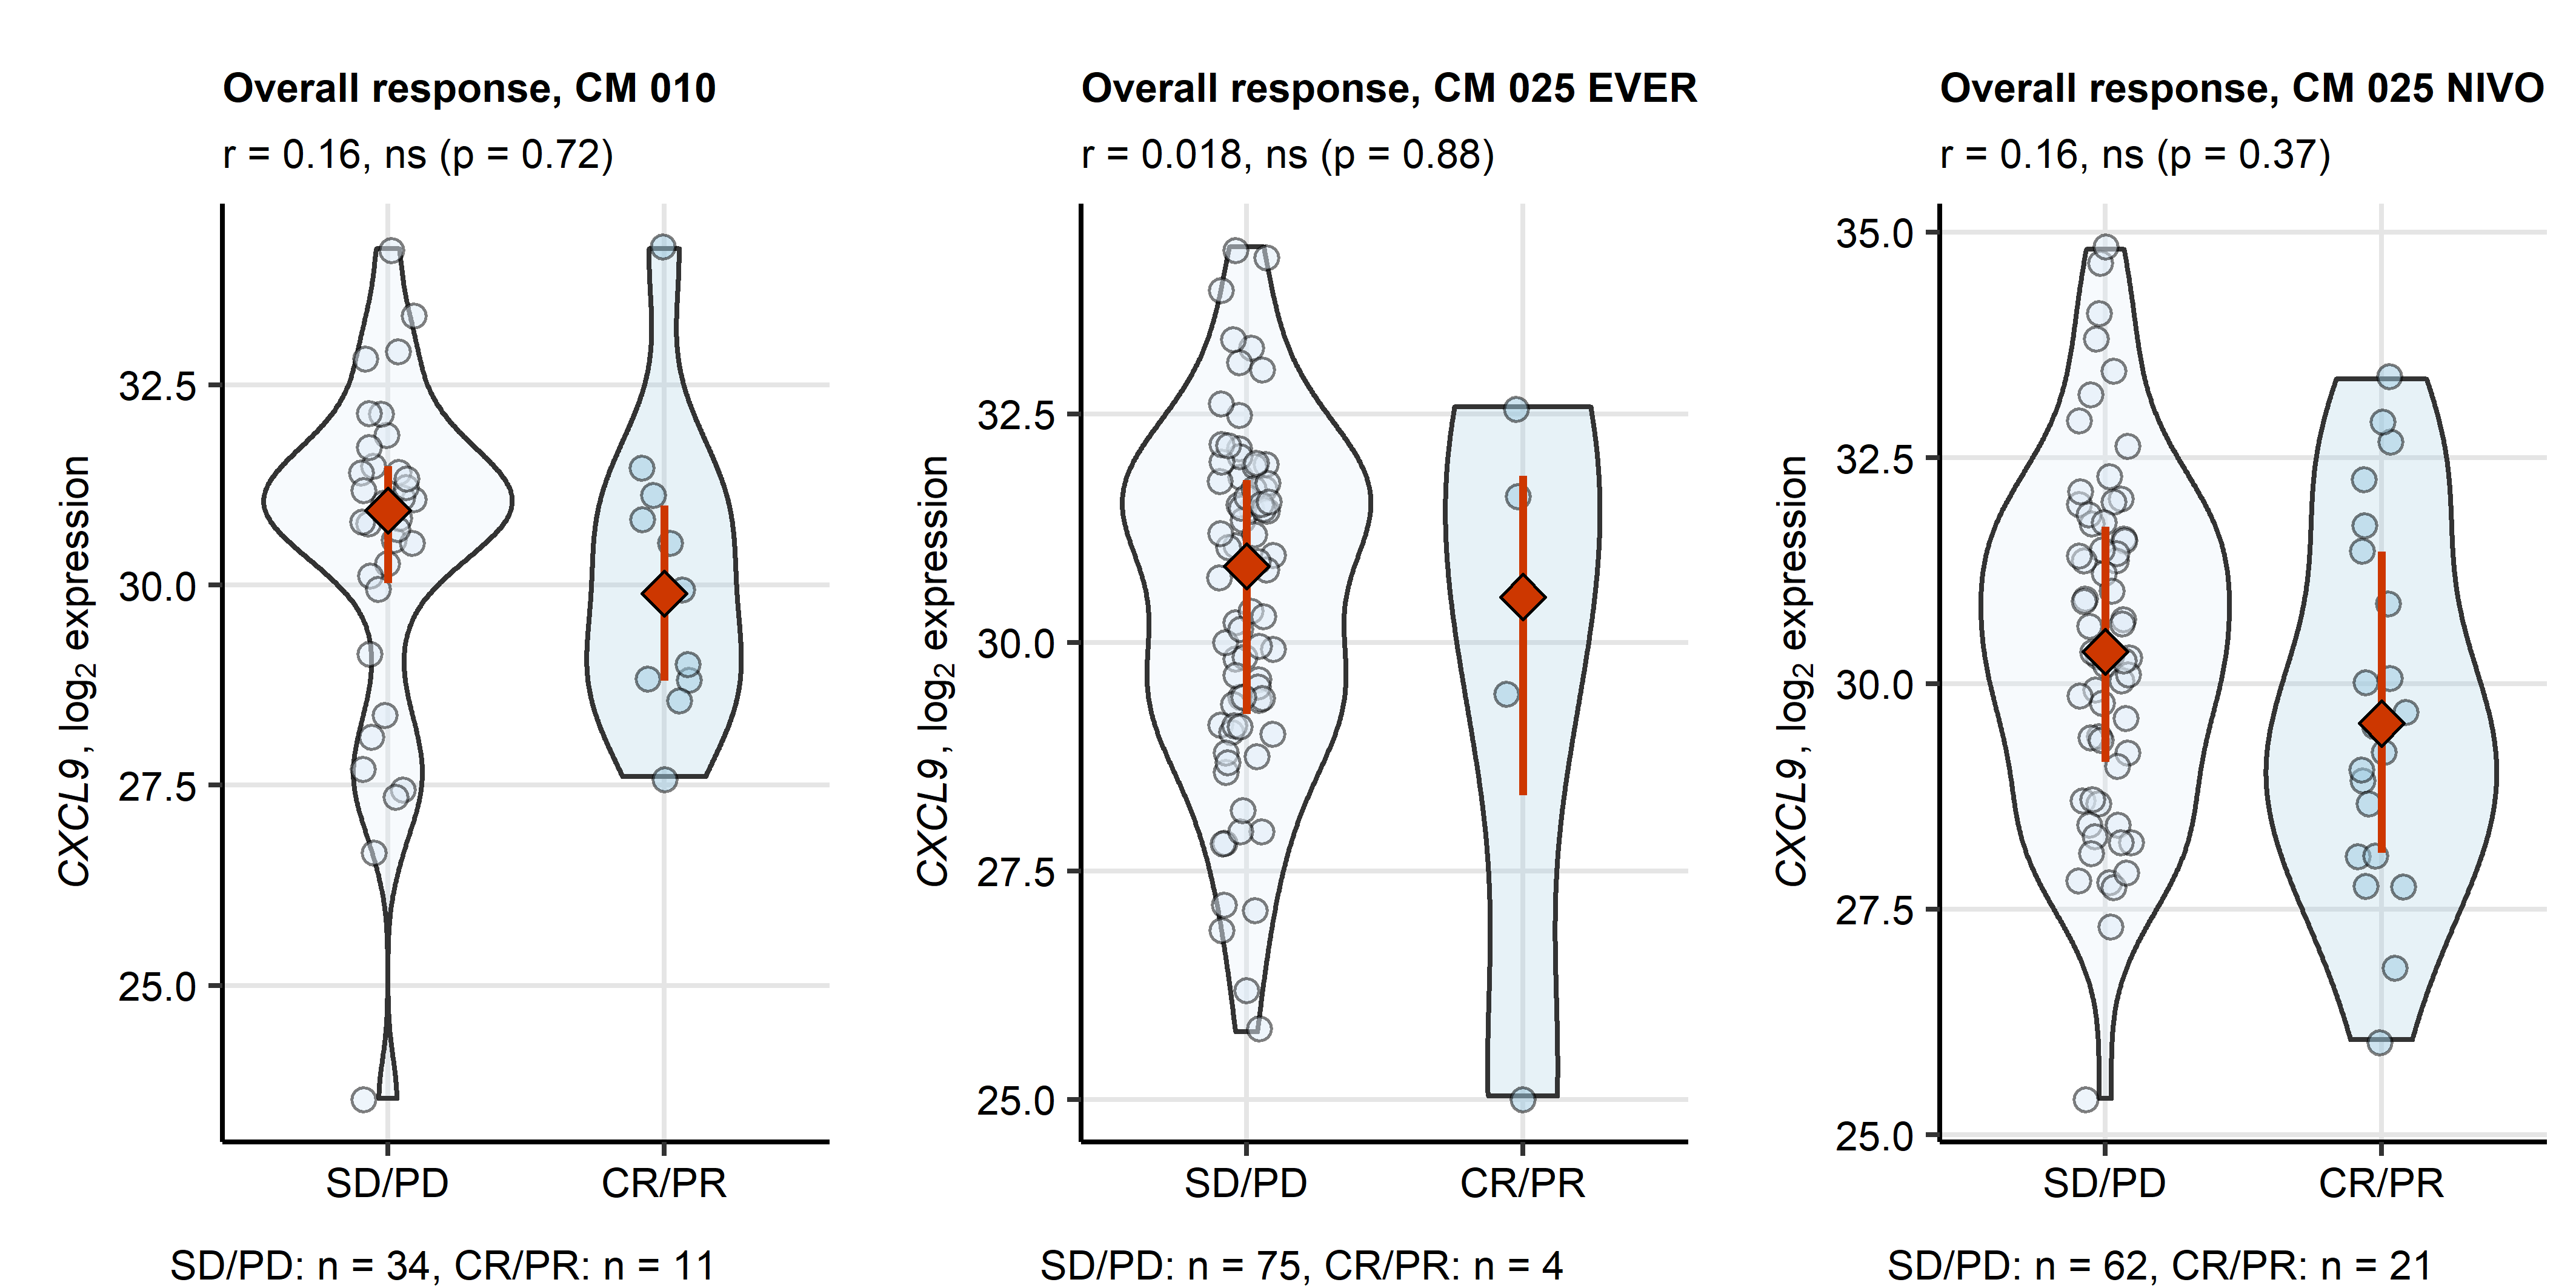 Overall response, CM 010
r = 0.16, ns (p = 0.72)
CXCL9, log2 expression
32.5
30.0
27.5
25.0
SD/PD
CR/PR
SD/PD: n = 34, CR/PR: n = 11
Overall response, CM 025 EVER
r = 0.018, ns (p = 0.88)
CXCL9, log2 expression
32.5
30.0
27.5
25.0
SD/PD
CR/PR
SD/PD: n = 75, CR/PR: n = 4
Overall response, CM 025 NIVO
r = 0.16, ns (p = 0.37)
CXCL9, log2 expression
35.0
32.5
30.0
27.5
25.0
SD/PD
CR/PR
SD/PD: n = 62, CR/PR: n = 21